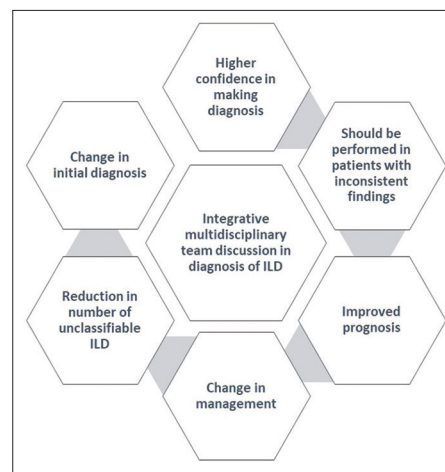 Higher
confidence in
making
diagnosis
Should be
performed in
patients with
inconsistent
findings
Change in
initial diagnosis
Integrative
multidisciplinary
team discussion in
diagnosis of ILD
Reduction in
number of
unclassifiable
ILD
Improved
prognosis
Change in
management